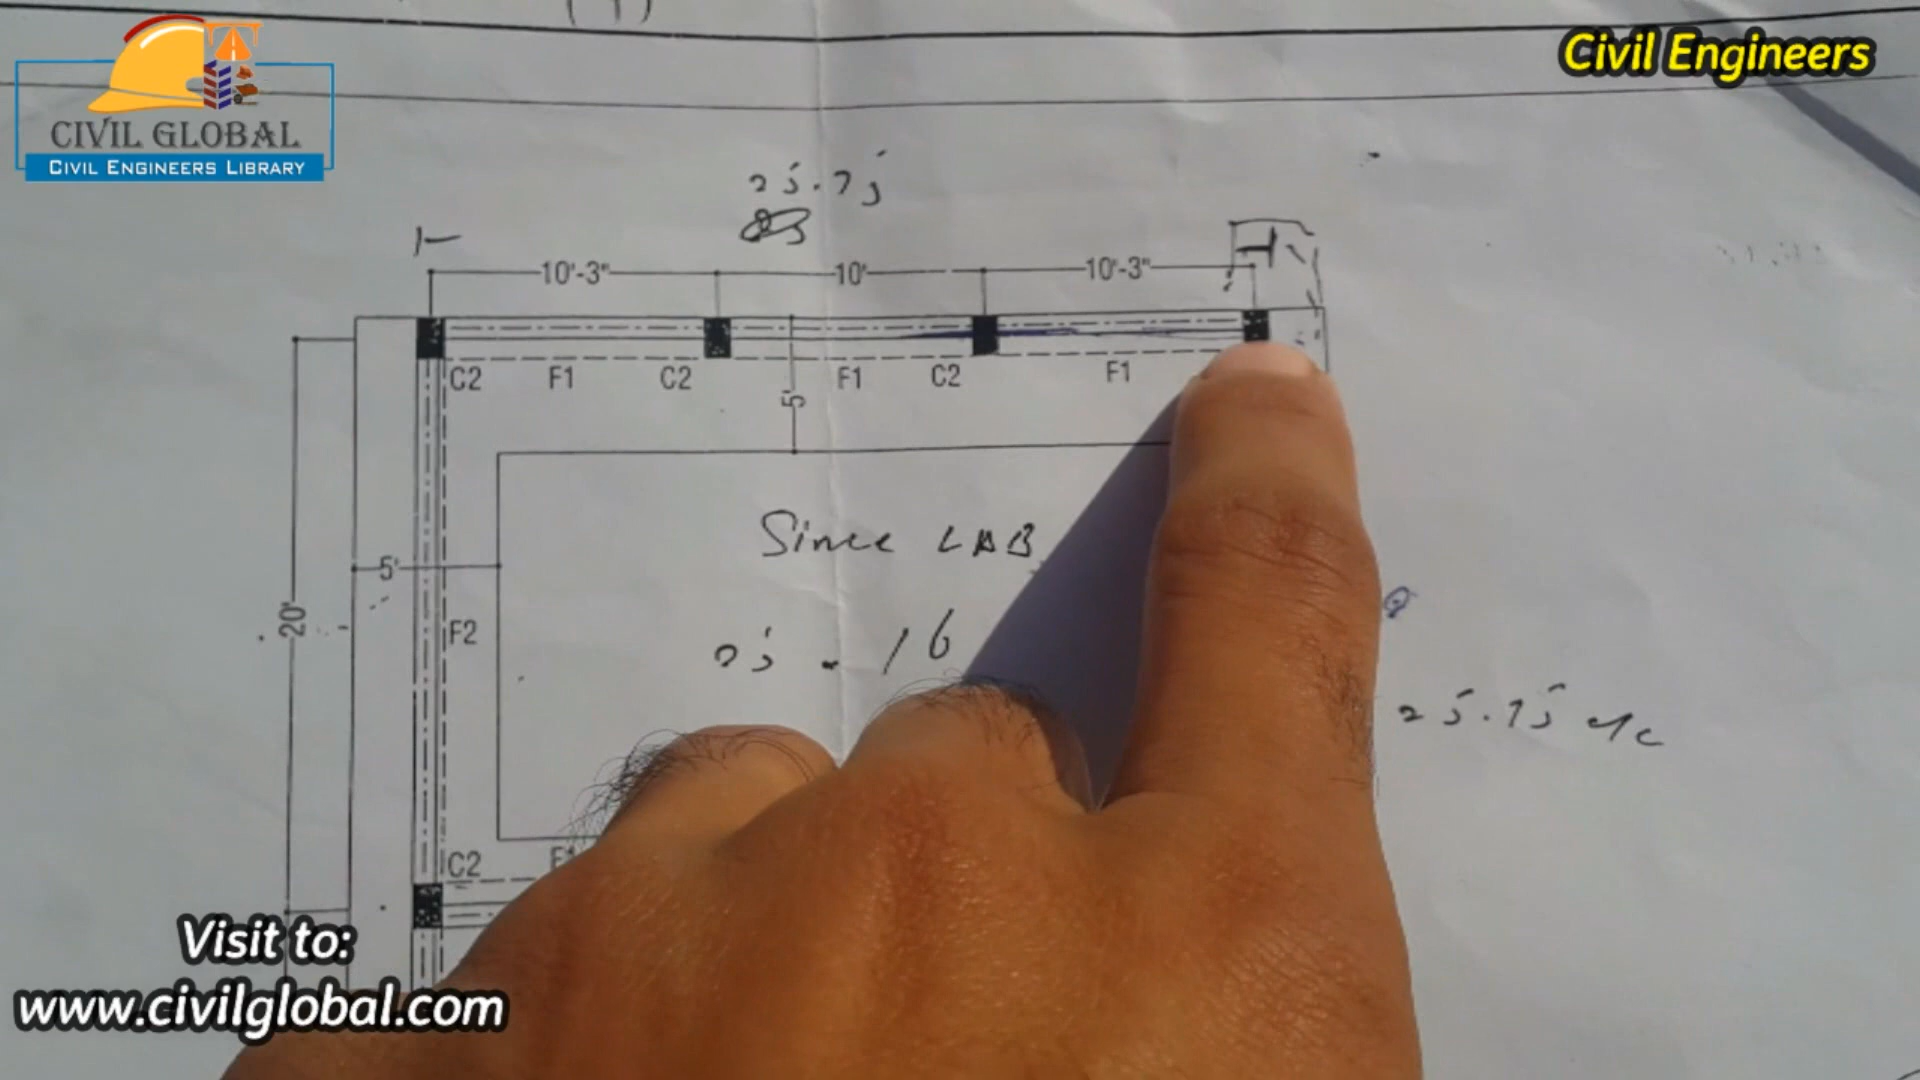 CIVIL GLOBAL
CIVIL ENGINEERS LIBRARY
Civil Engineers
10'-3" 10' 10'-3"
C2 F1 C2 F1 C2 F1
5'
Since LAB
5'
20'
F2
16
C2
Visit to:
www.civilglobal.com